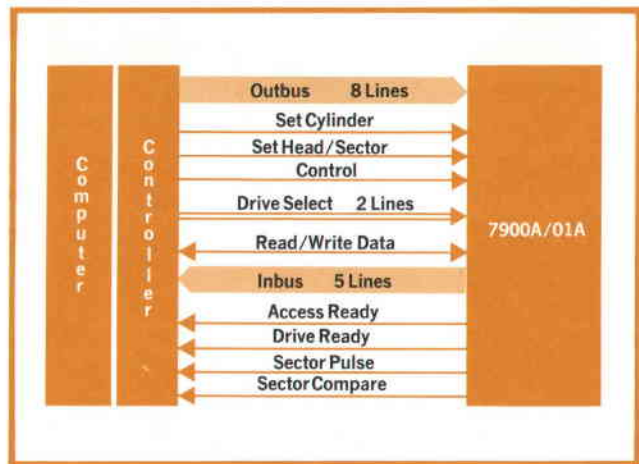 Computer
Controller
Outbus 8 Lines
Set Cylinder
Set Head/Sector
Control
Drive Select 2 Lines
Read/Write Data
Inbus 5 Lines
Access Ready
Drive Ready
Sector Pulse
Sector Compare
7900A/01A